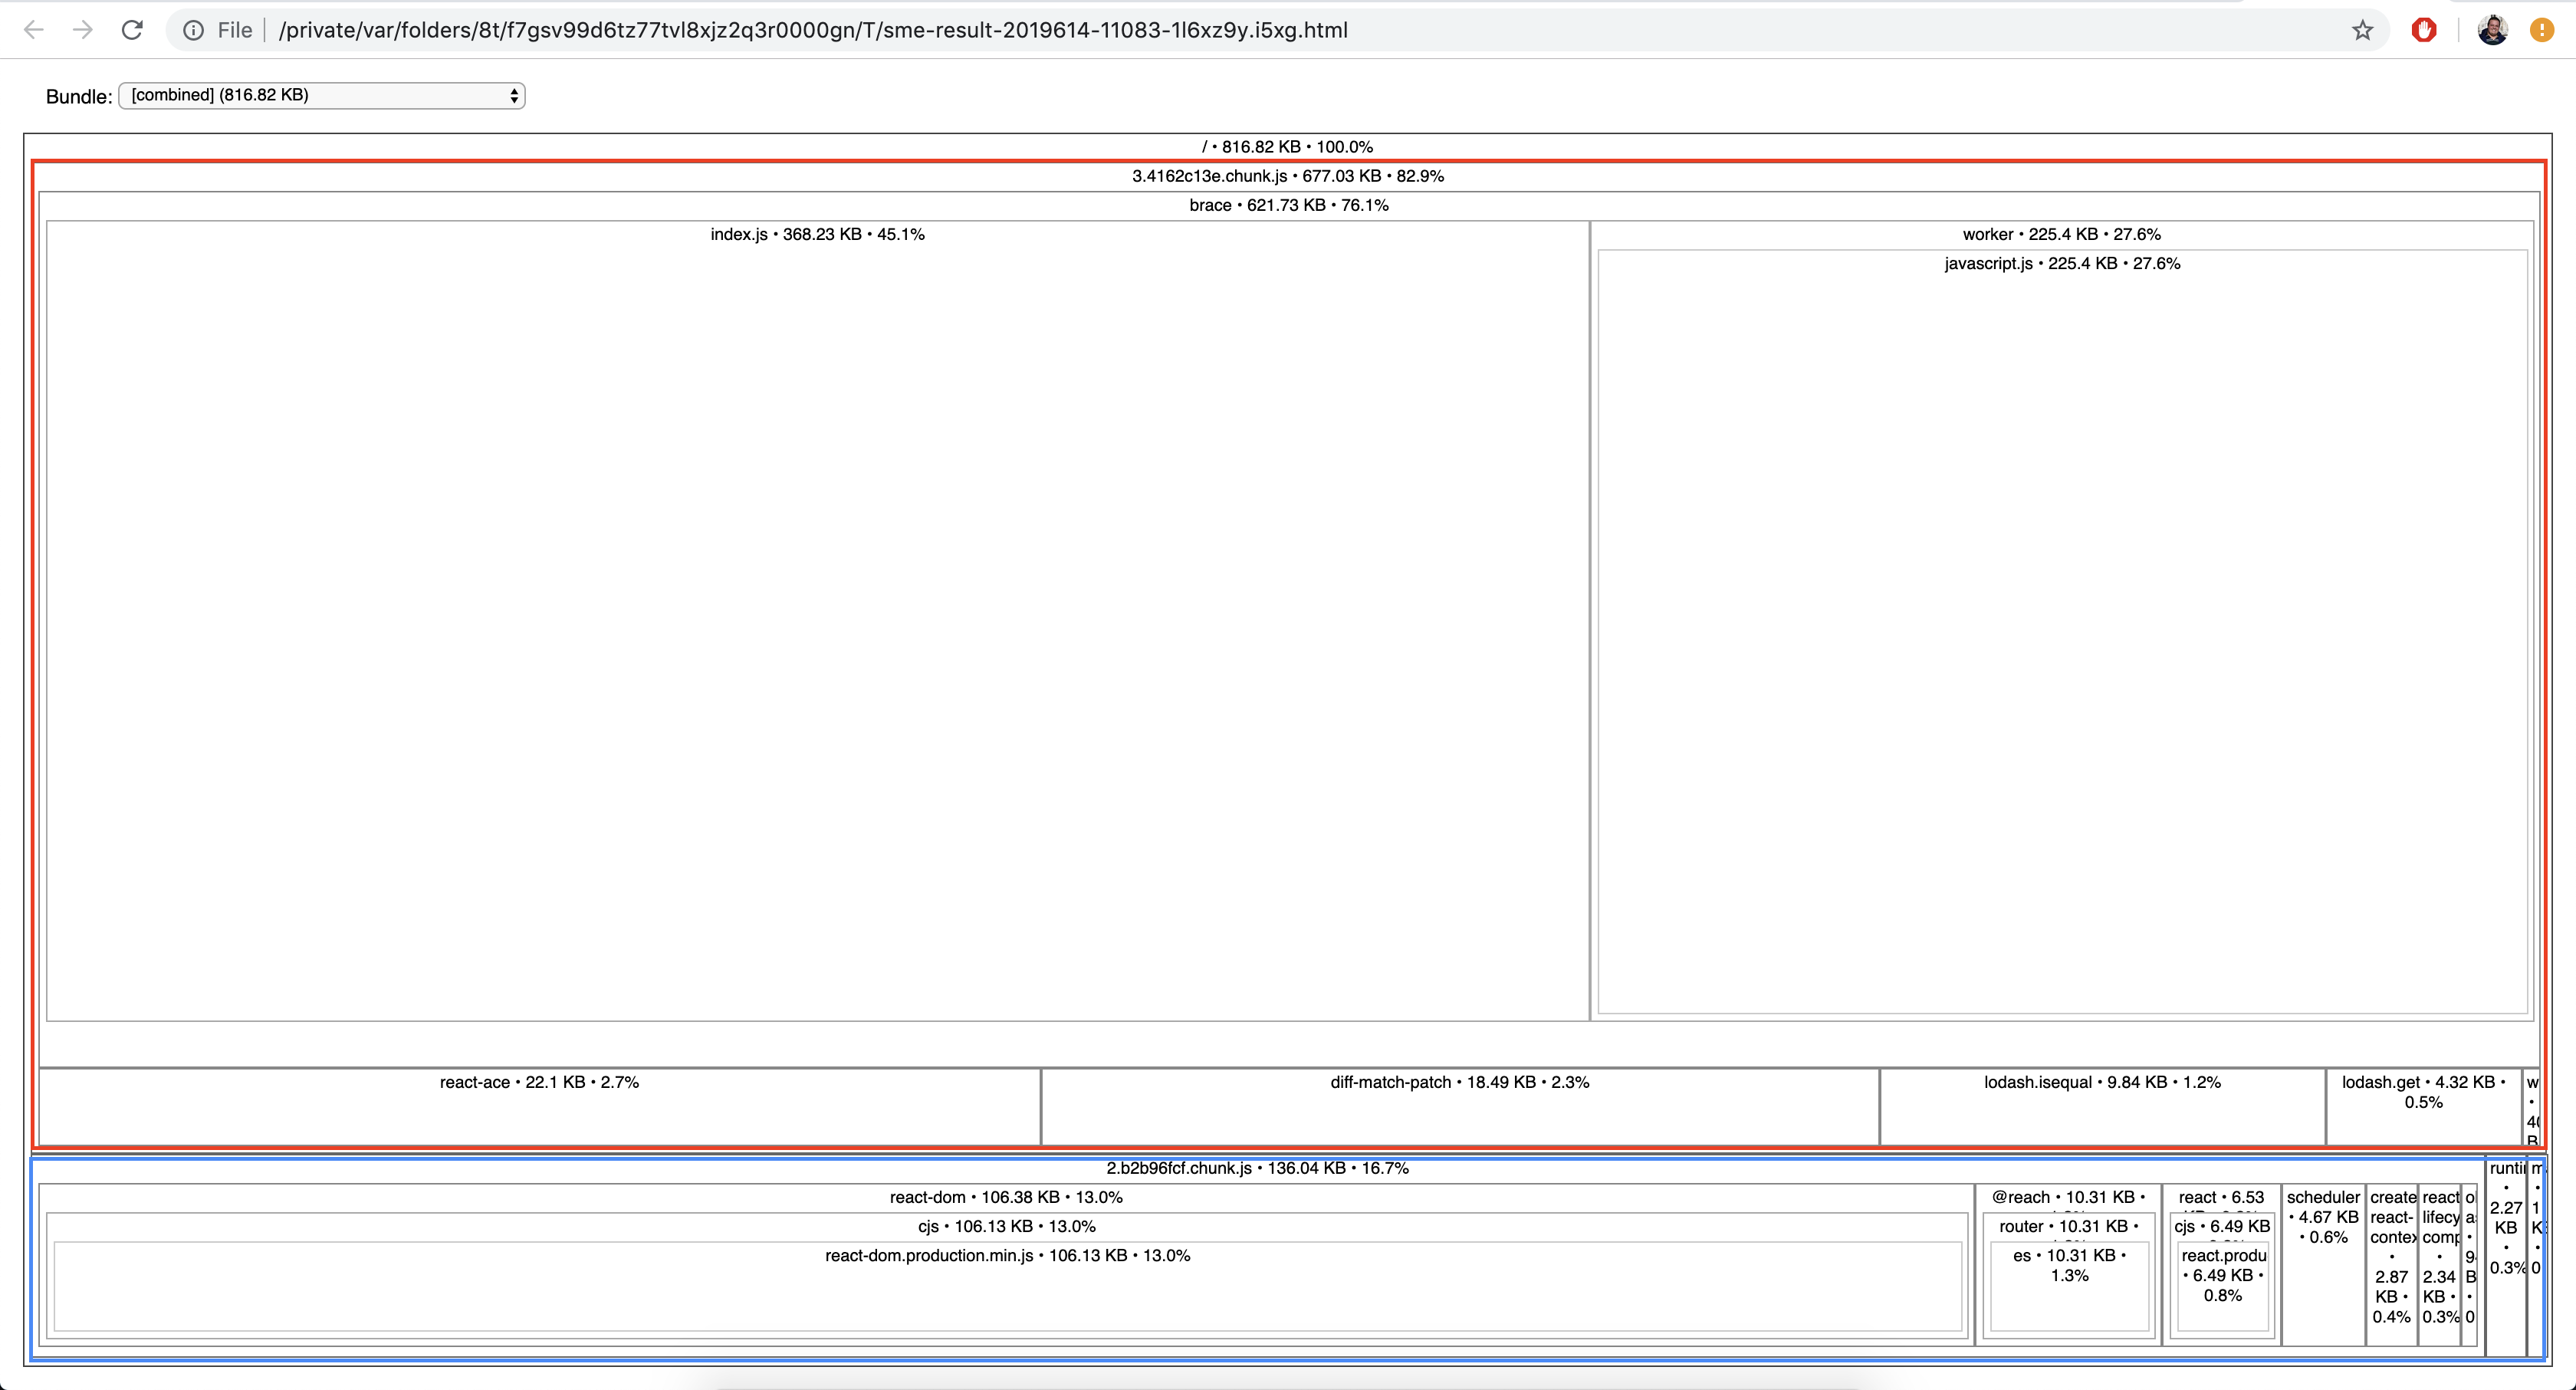 File
/private/var/folders/8t/f7gsv99d6tz77tvl8xjz2q3r0000gn/T/sme-result-2019614-11083-1l6xz9y.i5xg.html
Bundle: [combined] (816.82 KB)
/ • 816.82 KB • 100.0%
3.4162c13e.chunk.js • 677.03 KB • 82.9%
brace • 621.73 KB • 76.1%
index.js • 368.23 KB • 45.1%
worker • 225.4 KB • 27.6%
javascript.js • 225.4 KB • 27.6%
react-ace • 22.1 KB • 2.7%
diff-match-patch • 18.49 KB • 2.3%
lodash.isequal • 9.84 KB • 1.2%
lodash.get • 4.32 KB •
0.5%
2.b2b96fcf.chunk.js • 136.04 KB • 16.7%
react-dom • 106.38 KB • 13.0%
cjs • 106.13 KB • 13.0%
react-dom.production.min.js • 106.13 KB • 13.0%
@reach • 10.31 KB •
router • 10.31 KB •
es • 10.31 KB •
1.3%
react • 6.53
cjs • 6.49 KB
react.produ
• 6.49 KB •
0.8%
scheduler
• 4.67 KB
• 0.6%
create
react-
contex
•
2.87
KB •
0.4%
react
lifecy
comp
•
2.34
KB •
0.3%
runti
•
2.27
KB
•
0.3%